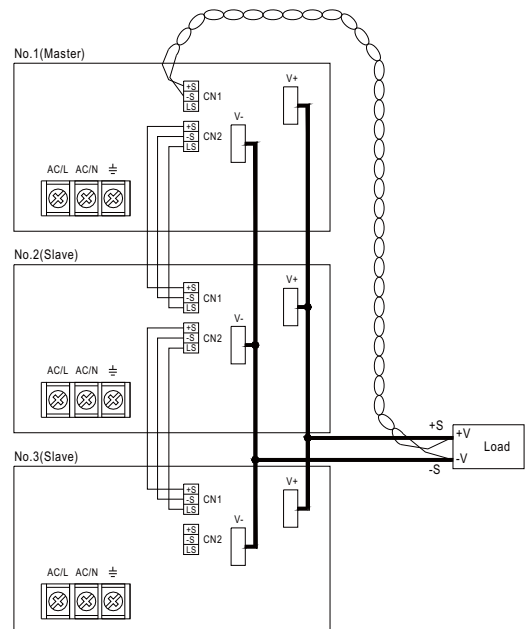 No.1(Master)
+S
-S
LS
CN1
V+
+S
-S
LS
CN2
V-
AC/L AC/N
No.2(Slave)
+S
-S
LS
CN1
V+
+S
-S
LS
CN2
V-
AC/L AC/N
+S
+V
-V
-S
Load
No.3(Slave)
+S
-S
LS
CN1
V+
+S
-S
LS
CN2
V-
AC/L AC/N